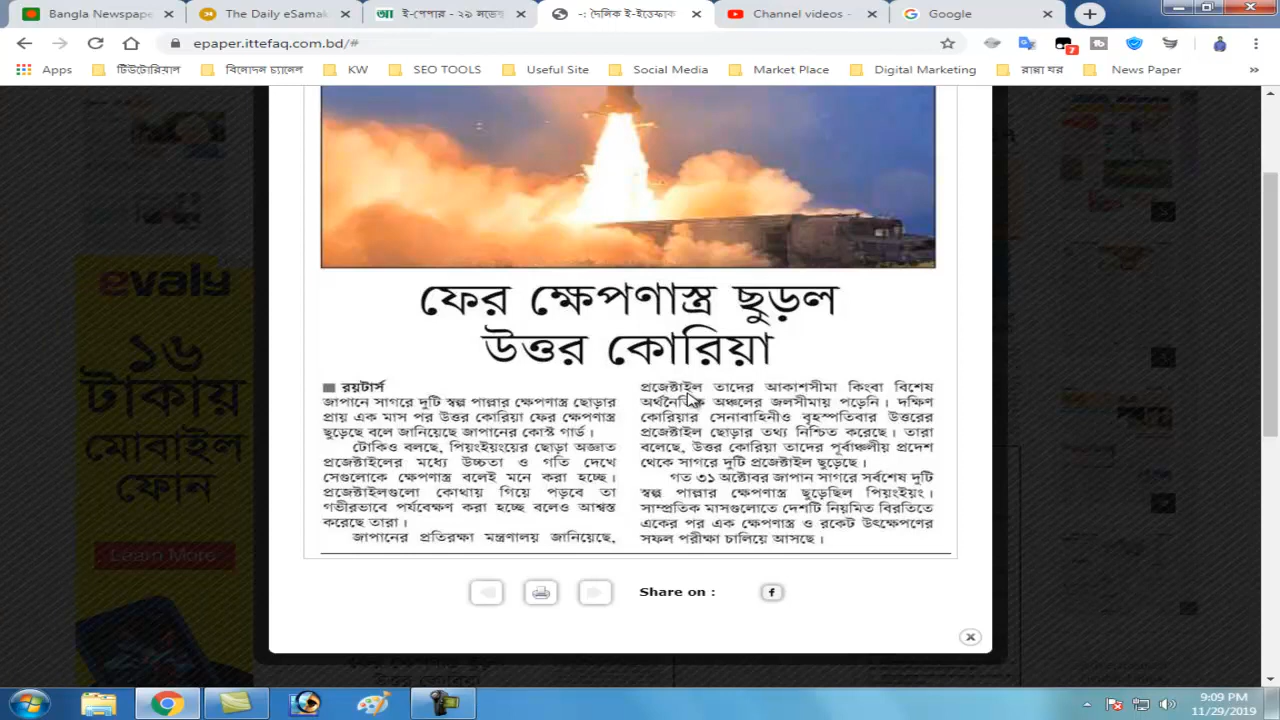 Bangla Newspape
The Daily eSamak
ই-পেপার - ২৯ নভেম্ব
-: দৈনিক ই-ইত্তেফাক
Channel videos -
Google
epaper.ittefaq.com.bd/#
7
Apps
টিউটোরিয়াল
বিনোদন চ্যানেল
KW
SEO TOOLS
Useful Site
Social Media
Market Place
Digital Marketing
রান্না ঘর
News Paper
»
evaly
১৬
টাকায়
মোবাইল
ফোন
Learn More
ফের ক্ষেপণাস্ত্র ছুড়ল
উত্তর কোরিয়া
রয়টার্স
জাপানে সাগরে দুটি স্বল্প পাল্লার ক্ষেপণাস্ত্র ছোড়ার
প্রায় এক মাস পর উত্তর কোরিয়া ফের ক্ষেপণাস্ত্র
ছুড়েছে বলে জানিয়েছে জাপানের কোস্ট গার্ড।
টোকিও বলছে, পিয়ংইয়ংয়ের ছোড়া অজ্ঞাত
প্রজেক্টাইলের মধ্যে উচ্চতা ও গতি দেখে
সেগুলোকে ক্ষেপণাস্ত্র বলেই মনে করা হচ্ছে।
প্রজেক্টাইলগুলো কোথায় গিয়ে পড়বে তা
গভীরভাবে পর্যবেক্ষণ করা হচ্ছে বলেও আশ্বস্ত
করেছে তারা।
জাপানের প্রতিরক্ষা মন্ত্রণালয় জানিয়েছে,
প্রজেক্টাইল তাদের আকাশসীমা কিংবা বিশেষ
অর্থনৈতিক অঞ্চলের জলসীমায় পড়েনি। দক্ষিণ
কোরিয়ার সেনাবাহিনীও বৃহস্পতিবার উত্তরের
প্রজেক্টাইল ছোড়ার তথ্য নিশ্চিত করেছে। তারা
বলেছে, উত্তর কোরিয়া তাদের পূর্বাঞ্চলীয় প্রদেশ
থেকে সাগরে দুটি প্রজেক্টাইল ছুড়েছে।
গত ৩১ অক্টোবর জাপান সাগরে সর্বশেষ দুটি
স্বল্প পাল্লার ক্ষেপণাস্ত্র ছুড়েছিল পিয়ংইয়ং।
সাম্প্রতিক মাসগুলোতে দেশটি নিয়মিত বিরতিতে
একের পর এক ক্ষেপণাস্ত্র ও রকেট উৎক্ষেপণের
সফল পরীক্ষা চালিয়ে আসছে।
Share on :
উত্তর কোরিয়া
9:09 PM
11/29/2019